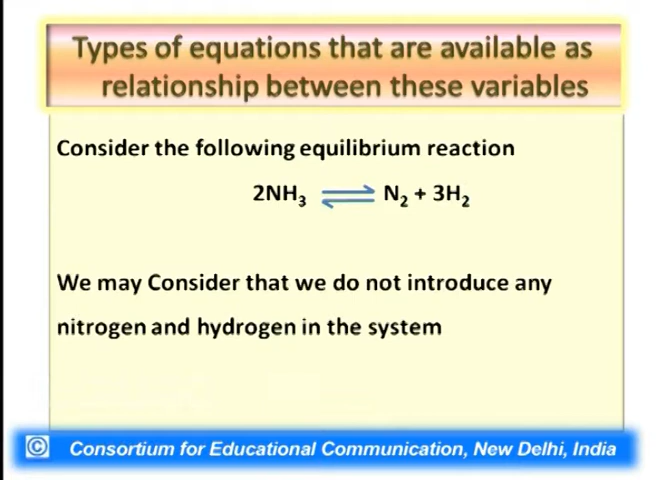 Types of equations that are available as
relationship between these variables
Consider the following equilibrium reaction
2NH₃ ⇌ N₂ + 3H₂
We may Consider that we do not introduce any
nitrogen and hydrogen in the system
© Consortium for Educational Communication, New Delhi, India